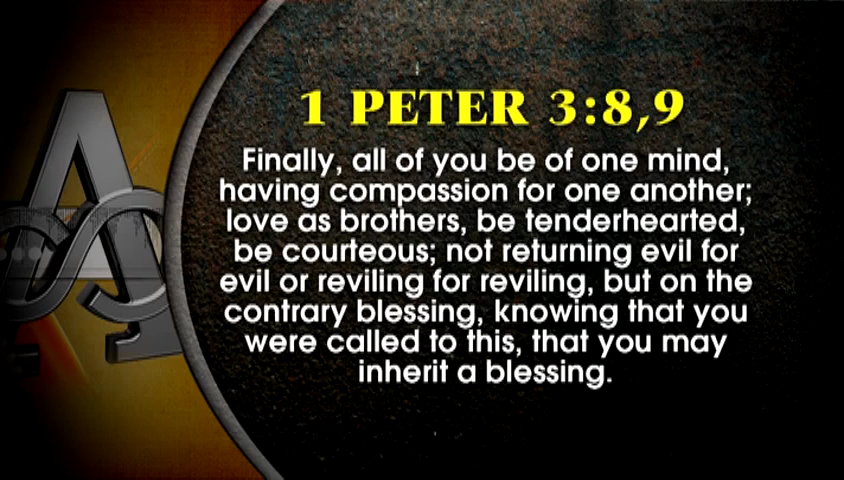 1 PETER 3:8,9
Finally, all of you be of one mind,
having compassion for one another;
love as brothers, be tenderhearted,
be courteous; not returning evil for
evil or reviling for reviling, but on the
contrary blessing, knowing that you
were called to this, that you may
inherit a blessing.